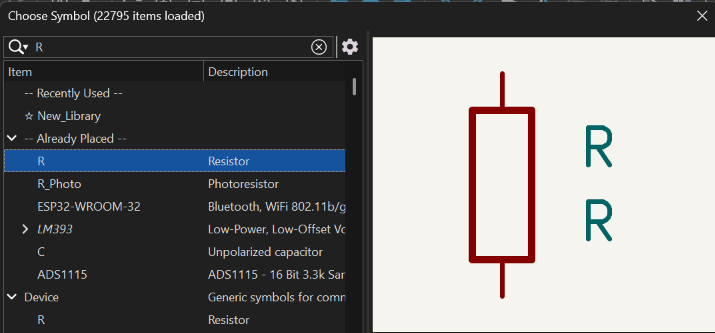 Choose Symbol (22795 items loaded)
R
Item Description
-- Recently Used --
☆ New_Library
-- Already Placed --
R Resistor
R_Photo Photoresistor
ESP32-WROOM-32 Bluetooth, WiFi 802.11b/g
LM393 Low-Power, Low-Offset Vo
C Unpolarized capacitor
ADS1115 ADS1115 - 16 Bit 3.3k Sam
Device Generic symbols for comm
R Resistor
R
R